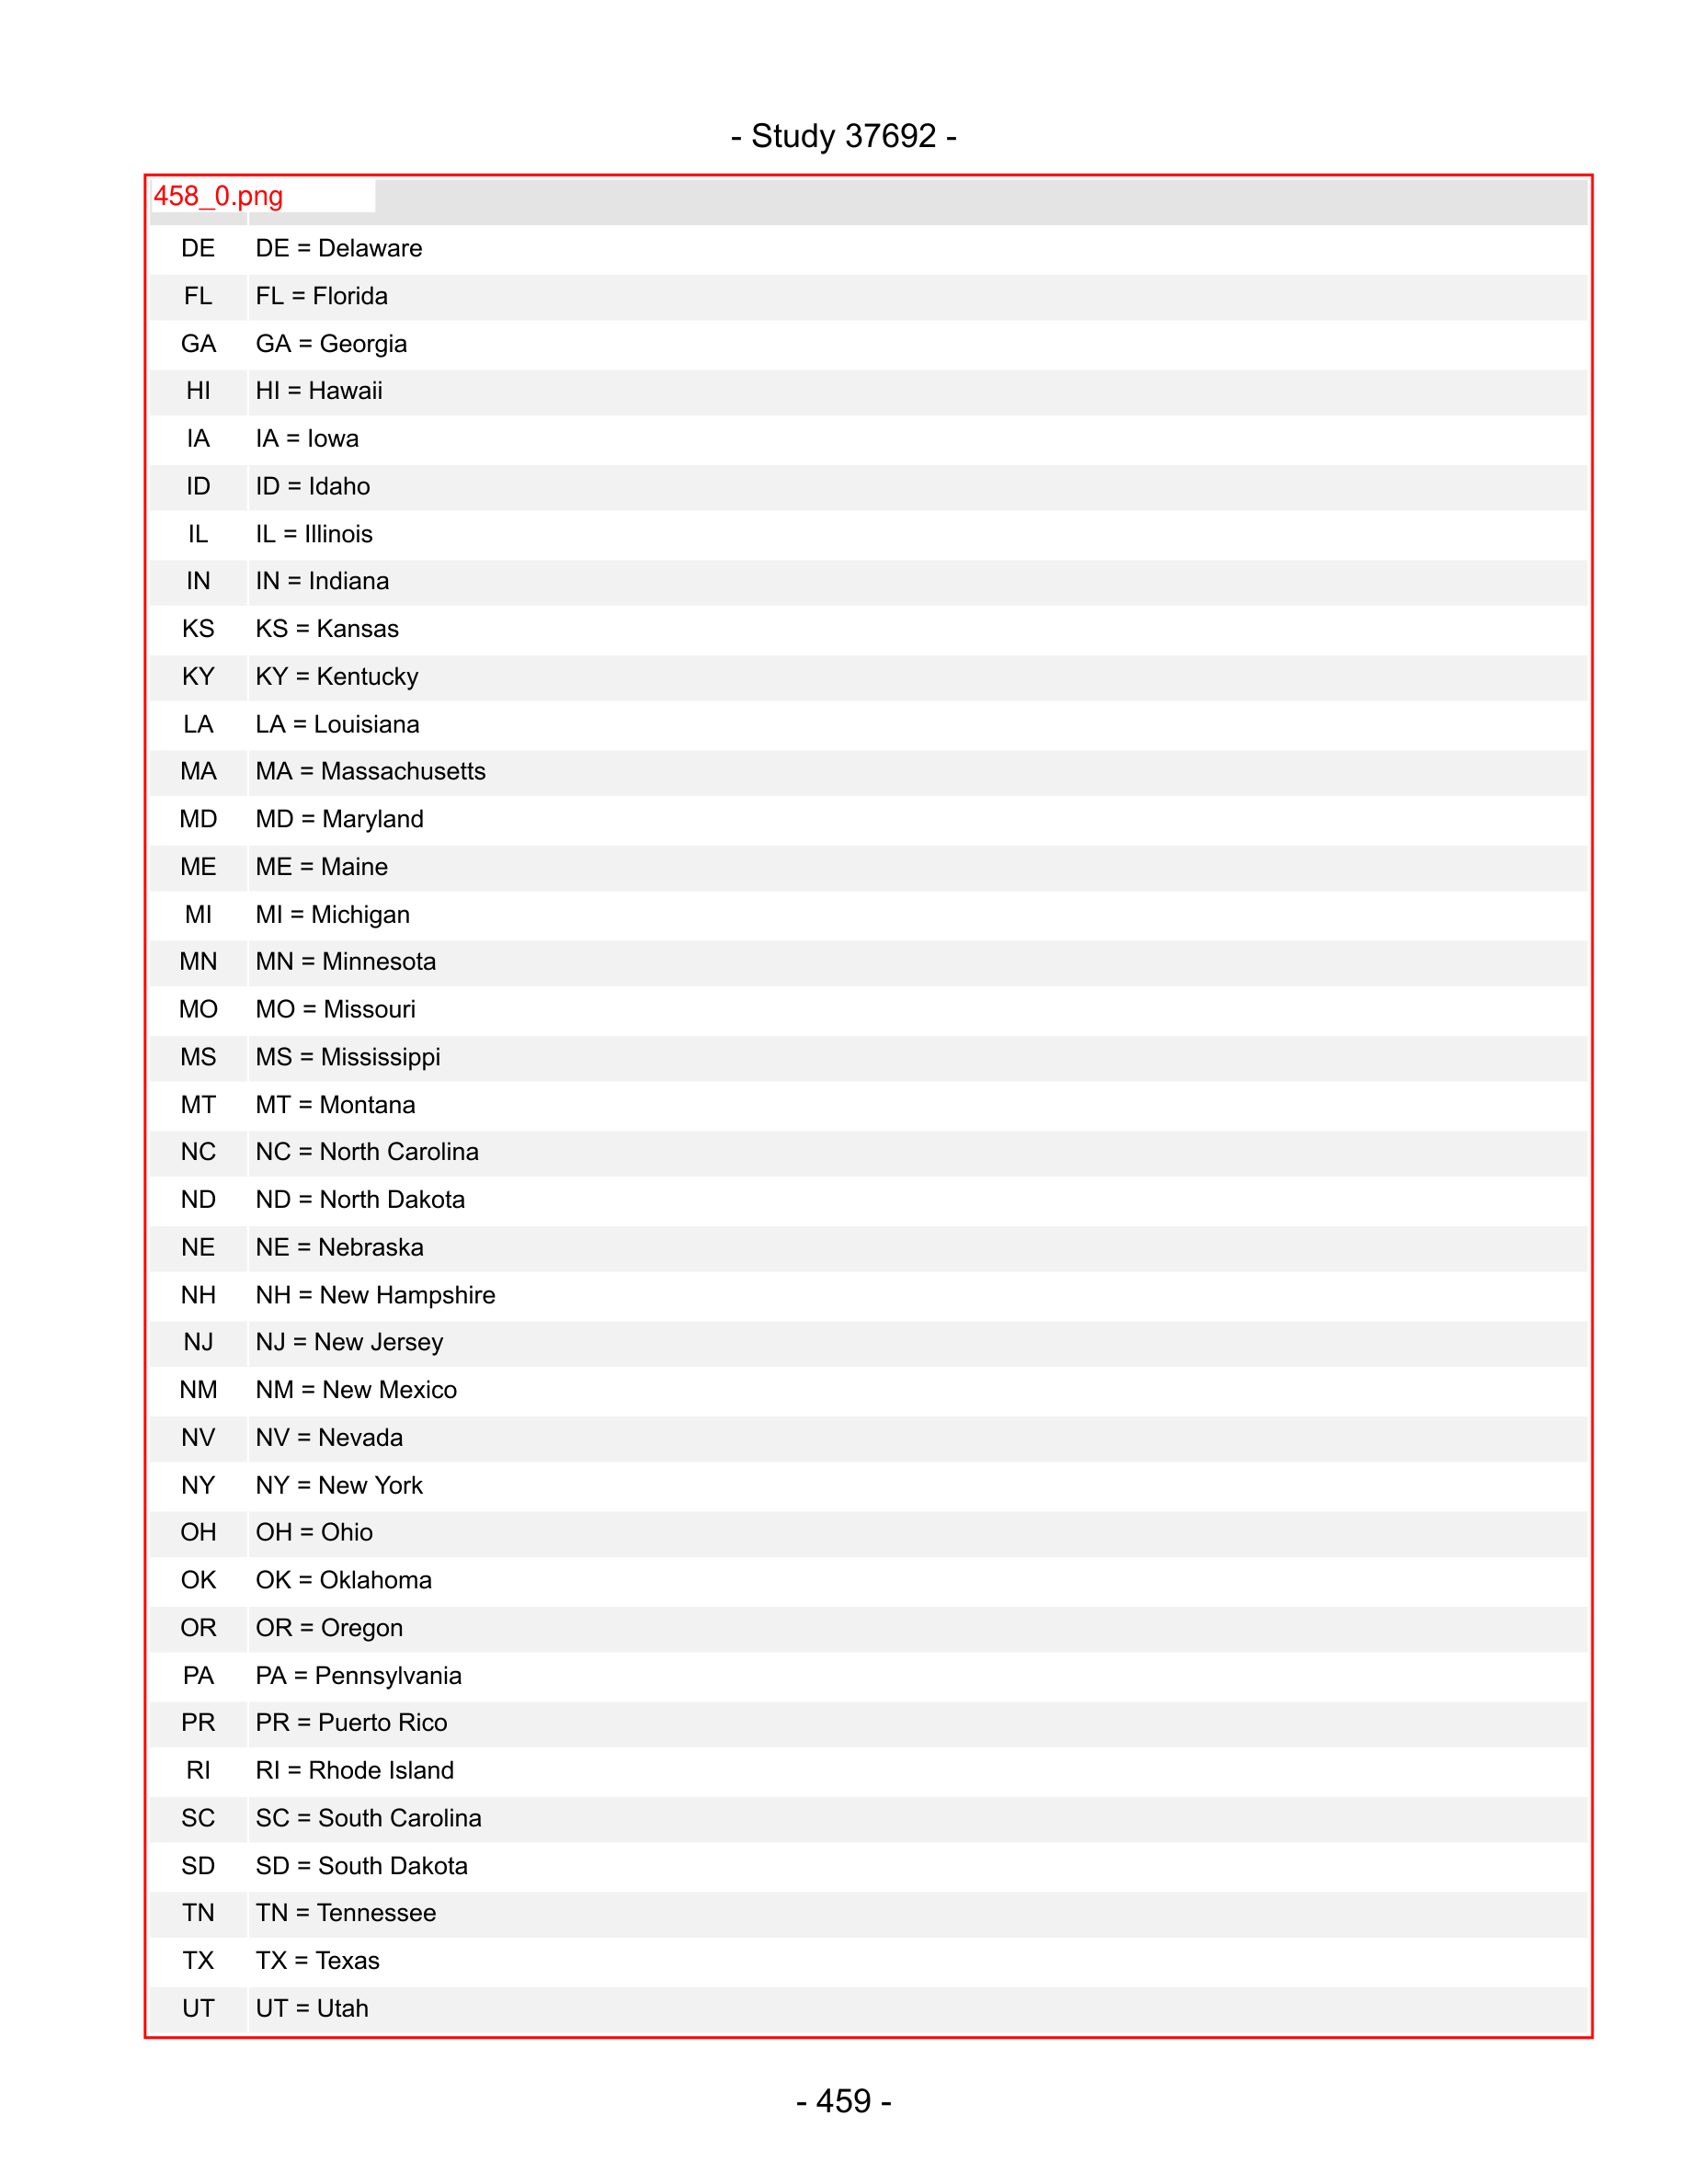 - Study 37692 -
458_0.png
DE DE = Delaware
FL FL = Florida
GA GA = Georgia
HI HI = Hawaii
IA IA = Iowa
ID ID = Idaho
IL IL = Illinois
IN IN = Indiana
KS KS = Kansas
KY KY = Kentucky
LA LA = Louisiana
MA MA = Massachusetts
MD MD = Maryland
ME ME = Maine
MI MI = Michigan
MN MN = Minnesota
MO MO = Missouri
MS MS = Mississippi
MT MT = Montana
NC NC = North Carolina
ND ND = North Dakota
NE NE = Nebraska
NH NH = New Hampshire
NJ NJ = New Jersey
NM NM = New Mexico
NV NV = Nevada
NY NY = New York
OH OH = Ohio
OK OK = Oklahoma
OR OR = Oregon
PA PA = Pennsylvania
PR PR = Puerto Rico
RI RI = Rhode Island
SC SC = South Carolina
SD SD = South Dakota
TN TN = Tennessee
TX TX = Texas
UT UT = Utah
- 459 -